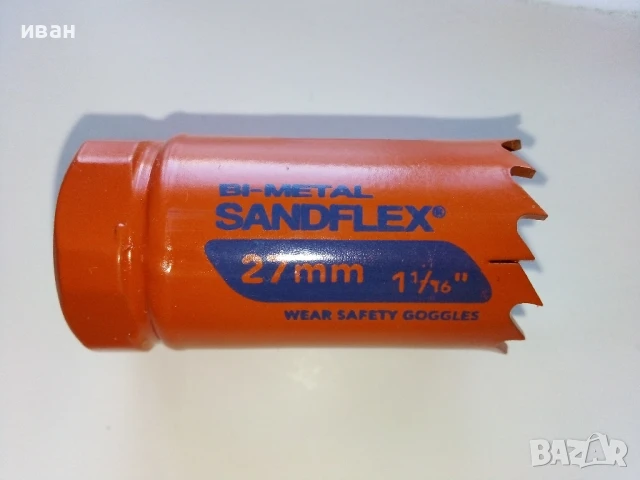 иван
BI-METAL
SANDFLEX®
27mm 1 1/16"
WEAR SAFETY GOGGLES
BAZAR